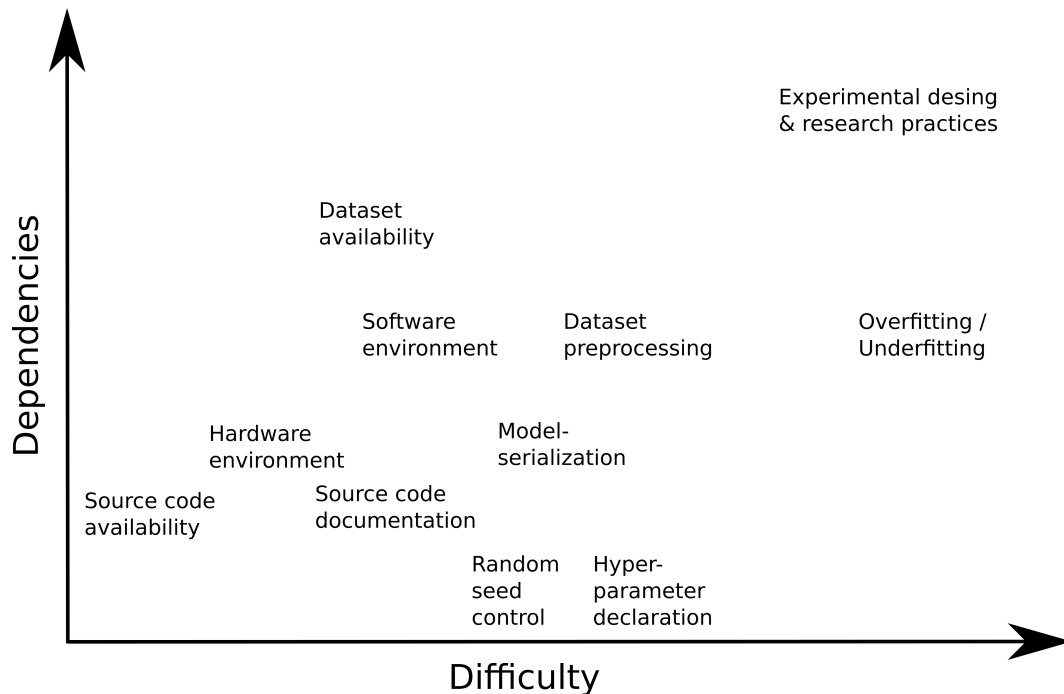 Experimental desing
& research practices
Dataset
availability
Dependencies
Software
environment
Dataset
preprocessing
Overfitting /
Underfitting
Hardware
environment
Model-
serialization
Source code
availability
Source code
documentation
Random
seed
control
Hyper-
parameter
declaration
Difficulty